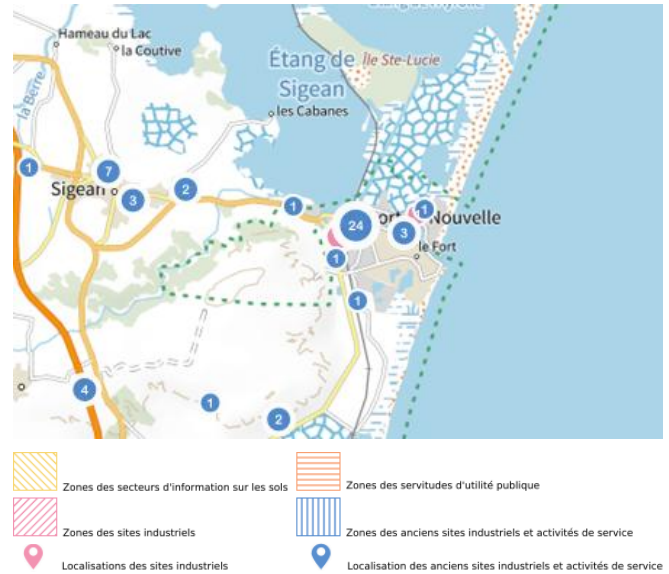 Hameau du Lac
la Coutive
la Berre
Étang de
Sigean
Île Ste-Lucie
les Cabanes
1
7
Sigean
3
2
1
24
Nouvelle
1
3
le Fort
1
1
4
1
2
Zones des secteurs d'information sur les sols
Zones des servitudes d'utilité publique
Zones des sites industriels
Zones des anciens sites industriels et activités de service
Localisations des sites industriels
Localisation des anciens sites industriels et activités de service